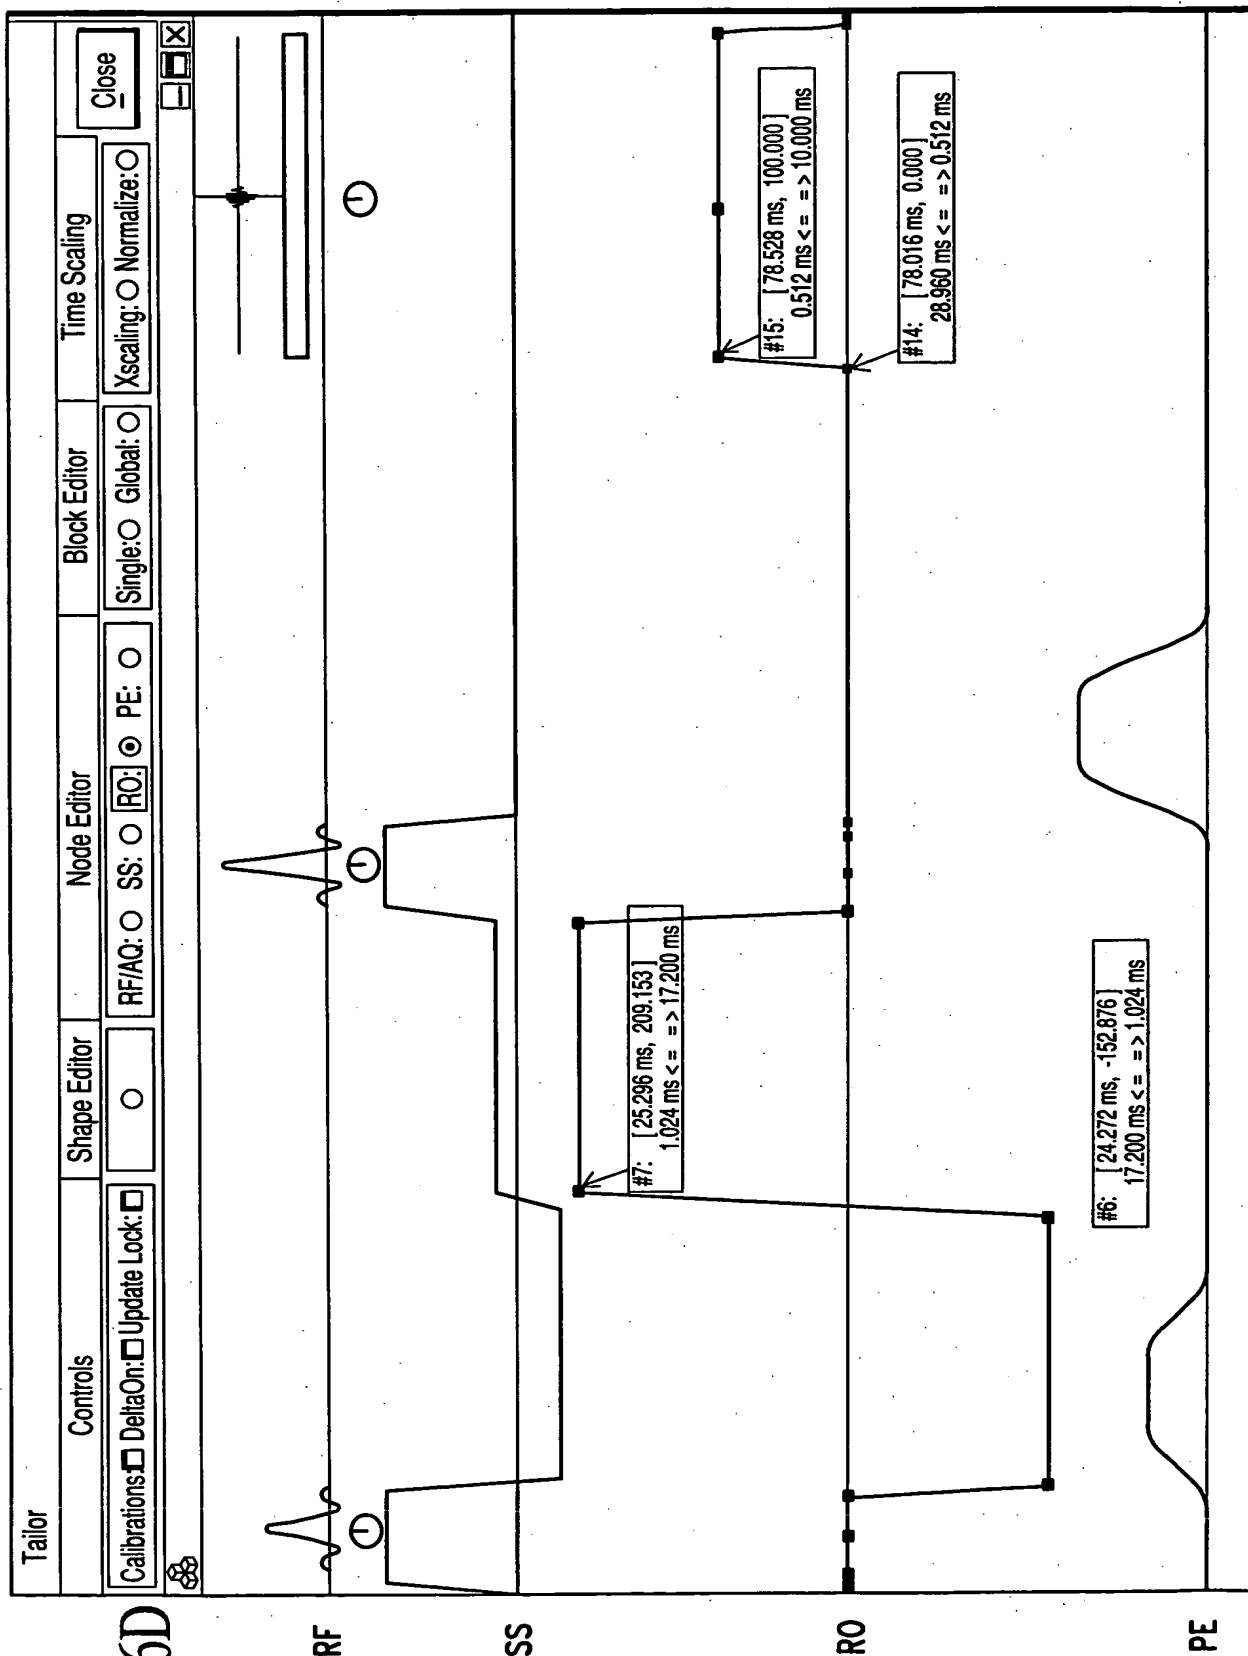 Tailor
Controls
Shape Editor
Node Editor
Block Editor
Time Scaling
Calibrations: DeltaOn: Update Lock:
RF/AQ: SS: RO: PE:
Single: Global:
Xscaling: Normalize:
Close
6D
RF
SS
RO
PE
#7: [25.296 ms, 209.153]
1.024 ms <= => 17.200 ms
#15: [78.528 ms, 100.000]
0.512 ms <= => 10.000 ms
#14: [78.016 ms, 0.000]
28.960 ms <= => 0.512 ms
#6: [24.272 ms, -152.876]
17.200 ms <= => 1.024 ms